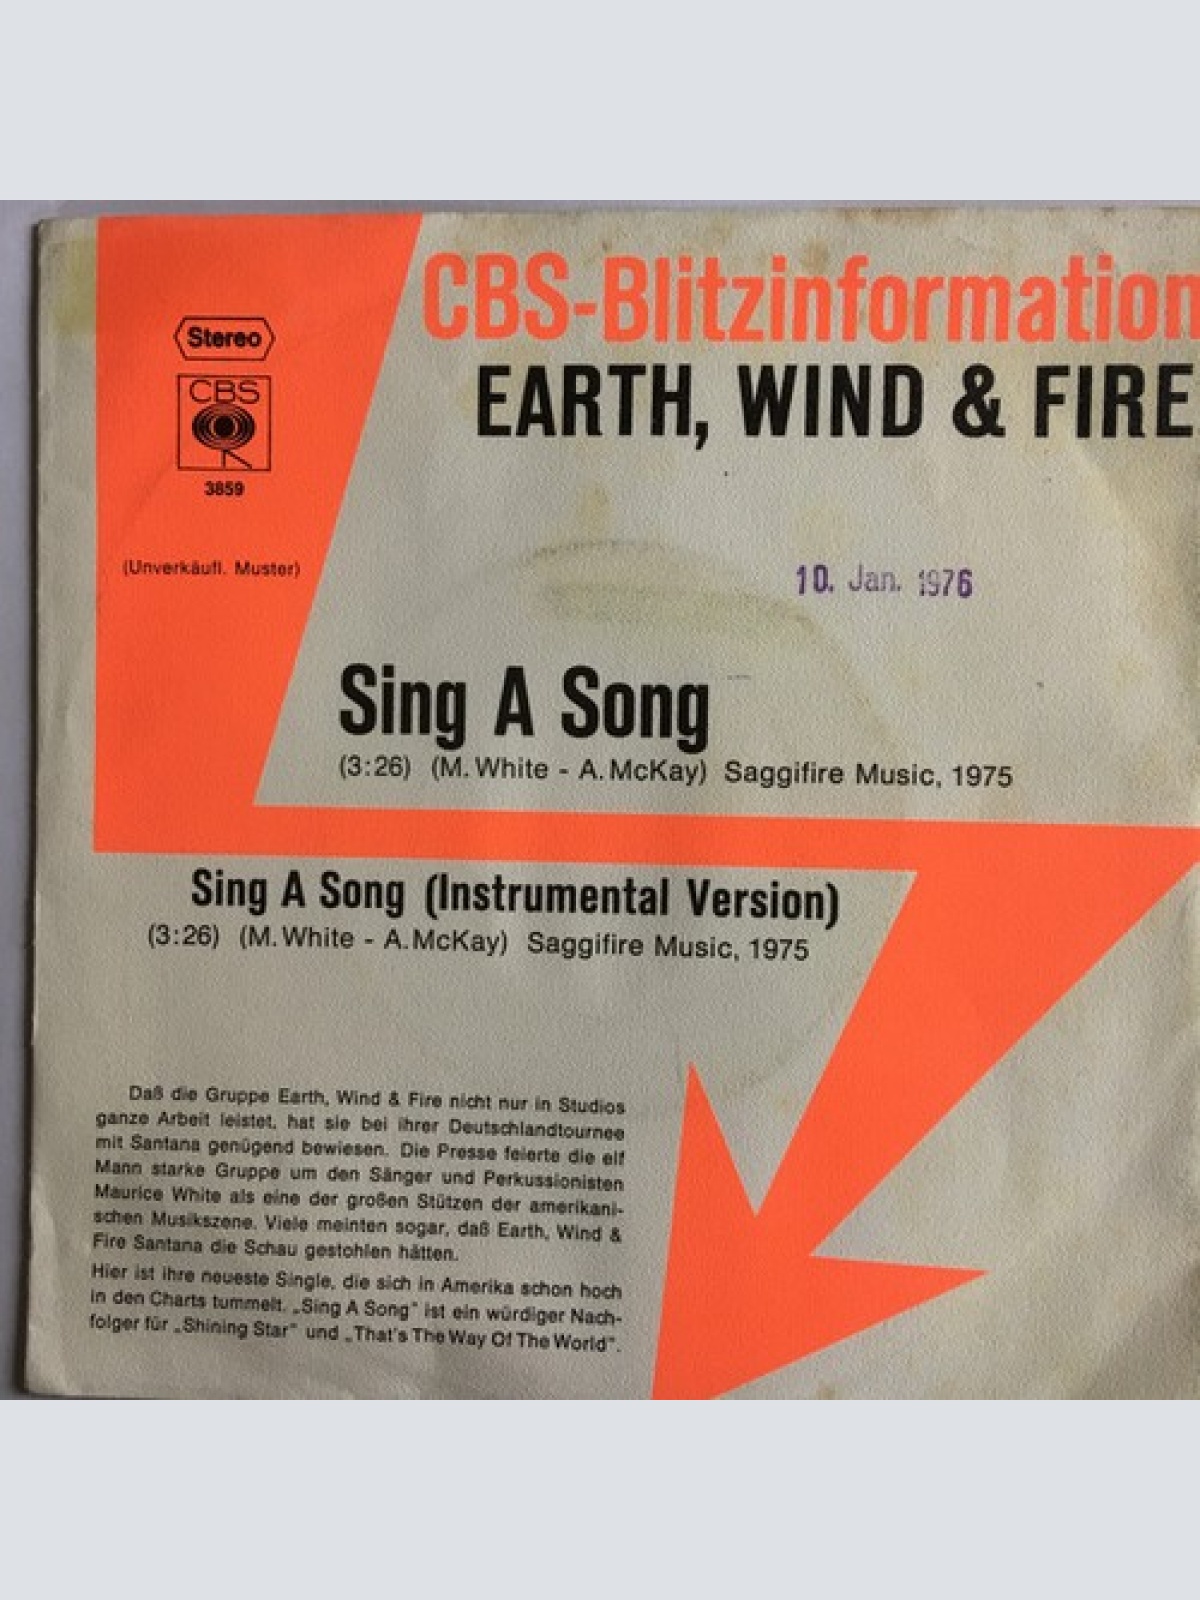 CBS-Blitzinformation
EARTH, WIND & FIRE
Stereo
CBS
3859
(Unverkäufl. Muster)
10. Jan. 1976
Sing A Song
(3:26) (M. White - A. McKay) Saggifire Music, 1975
Sing A Song (Instrumental Version)
(3:26) (M. White - A. McKay) Saggifire Music, 1975
Daß die Gruppe Earth, Wind & Fire nicht nur in Studios
ganze Arbeit leistet, hat sie bei ihrer Deutschlandtournee
mit Santana genügend bewiesen. Die Presse feierte die elf
Mann starke Gruppe um den Sänger und Perkussionisten
Maurice White als eine der großen Stützen der amerikani-
schen Musikszene. Viele meinten sogar, daß Earth, Wind &
Fire Santana die Schau gestohlen hätten.
Hier ist ihre neueste Single, die sich in Amerika schon hoch
in den Charts tummelt. „Sing A Song" ist ein würdiger Nach-
folger für „Shining Star" und „That's The Way Of The World".